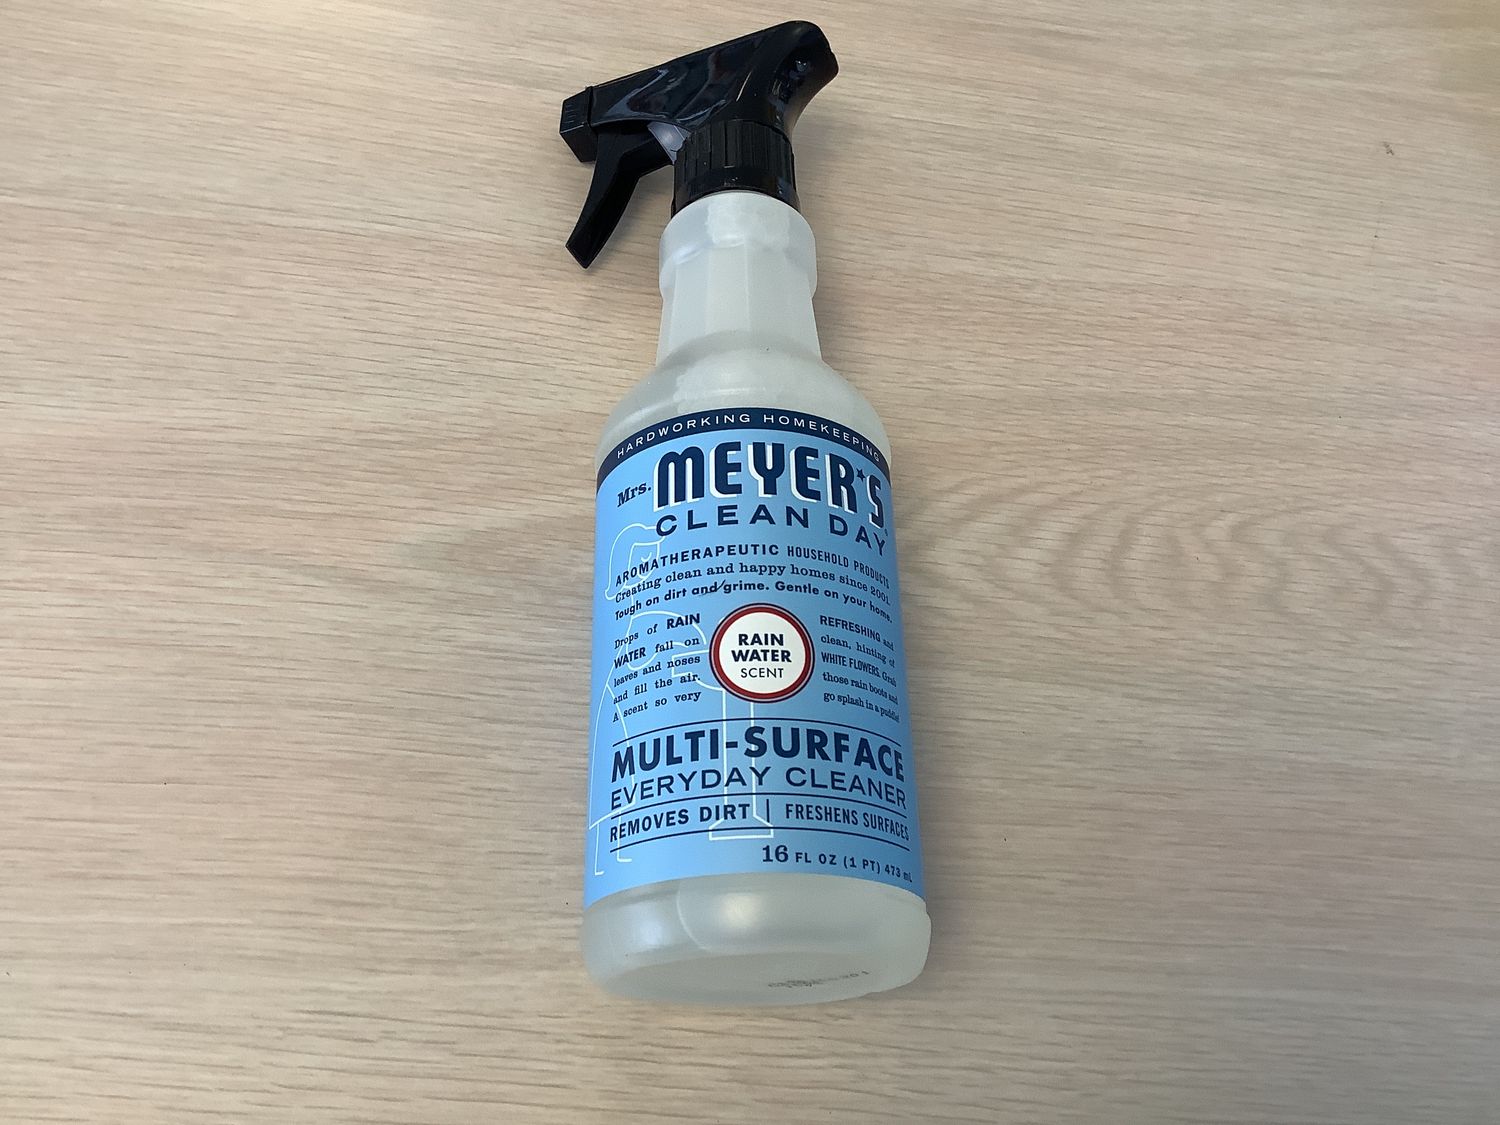 HARDWORKING HOMEKEEPING
Mrs. MEYER'S
CLEAN DAY
AROMATHERAPEUTIC HOUSEHOLD PRODUCTS
Creating clean and happy homes since 2001.
Tough on dirt and grime. Gentle on your home.
Drops of RAIN
WATER fall on
leaves and noses
and fill the air.
A scent so very
RAIN
WATER
SCENT
REFRESHING and
clean, hinting of
WHITE FLOWERS. Grab
those rain boots and
go splash in a puddle!
MULTI-SURFACE
EVERYDAY CLEANER
REMOVES DIRT | FRESHENS SURFACES
16 FL OZ (1 PT) 473 mL